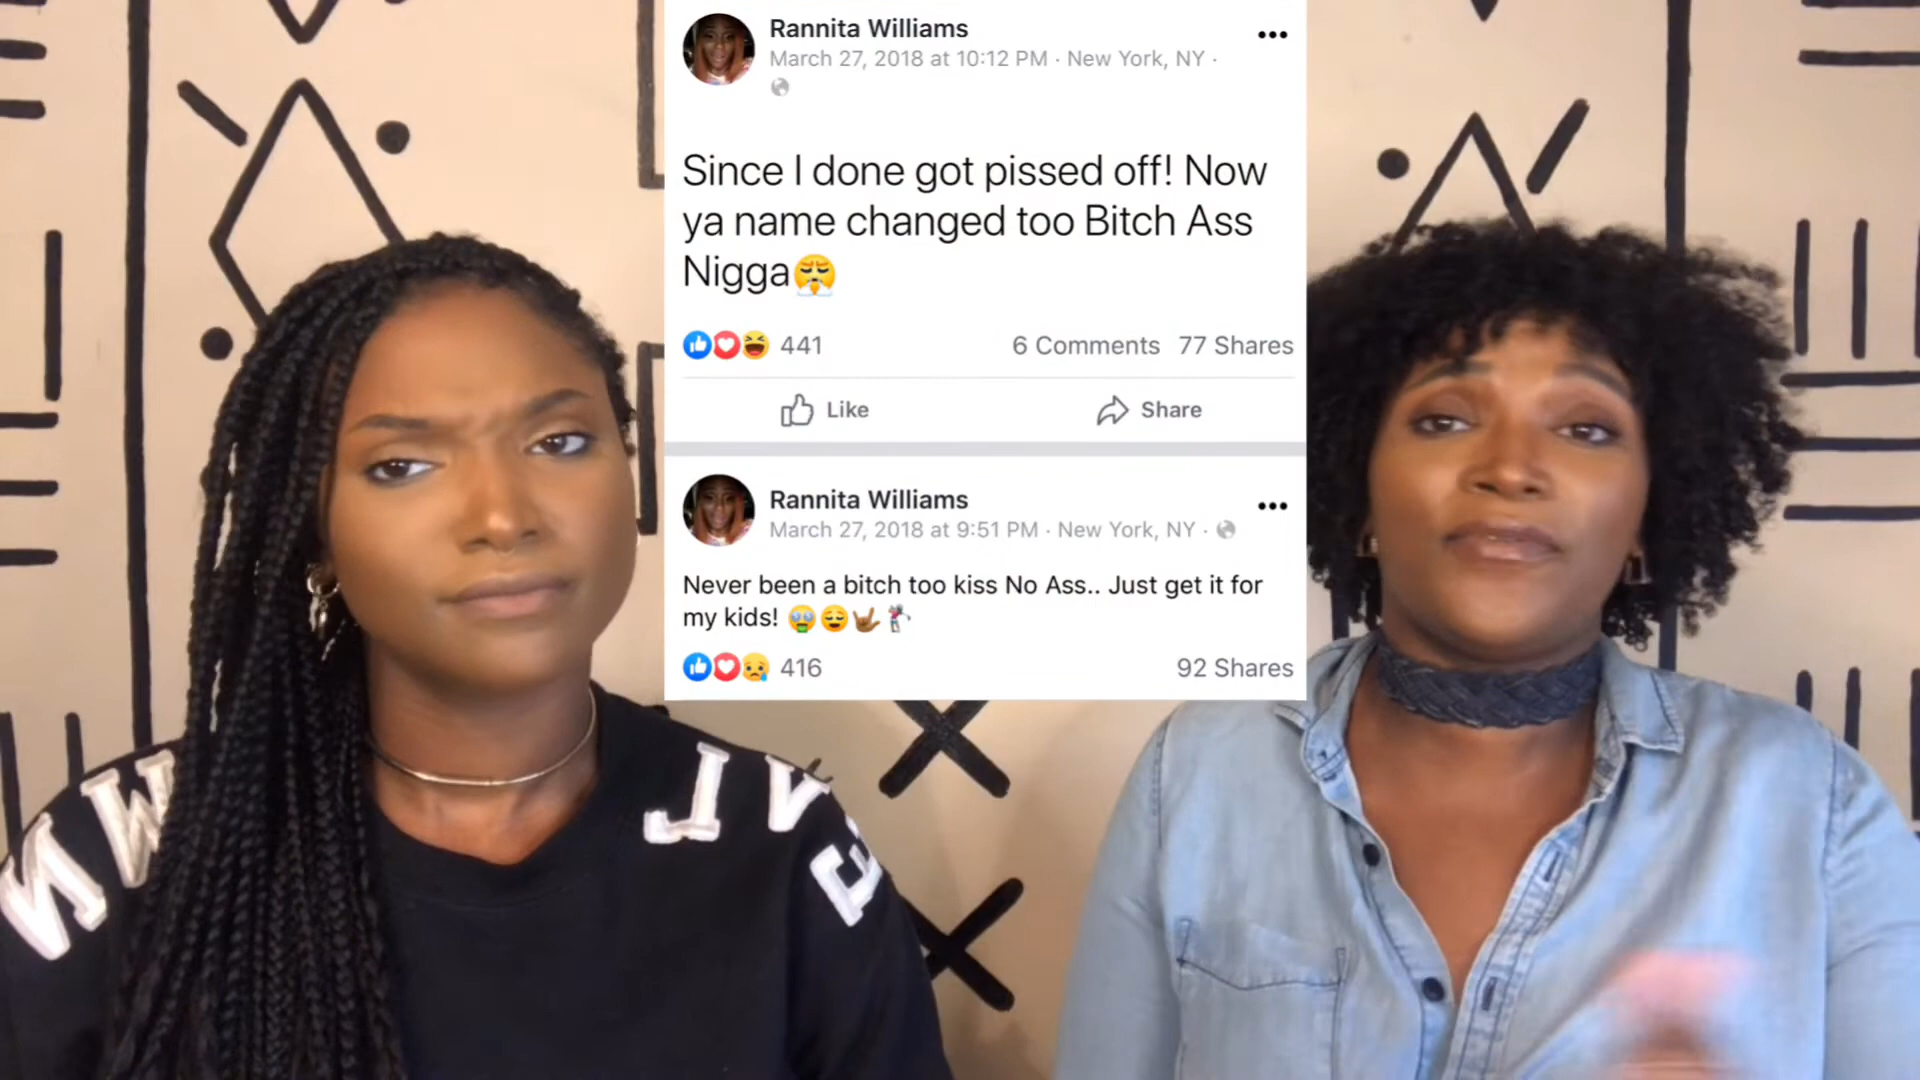 Rannita Williams
March 27, 2018 at 10:12 PM · New York, NY ·
Since I done got pissed off! Now
ya name changed too Bitch Ass
Nigga😤
441 6 Comments 77 Shares
Like Share
Rannita Williams
March 27, 2018 at 9:51 PM · New York, NY ·
Never been a bitch too kiss No Ass.. Just get it for
my kids!
416 92 Shares